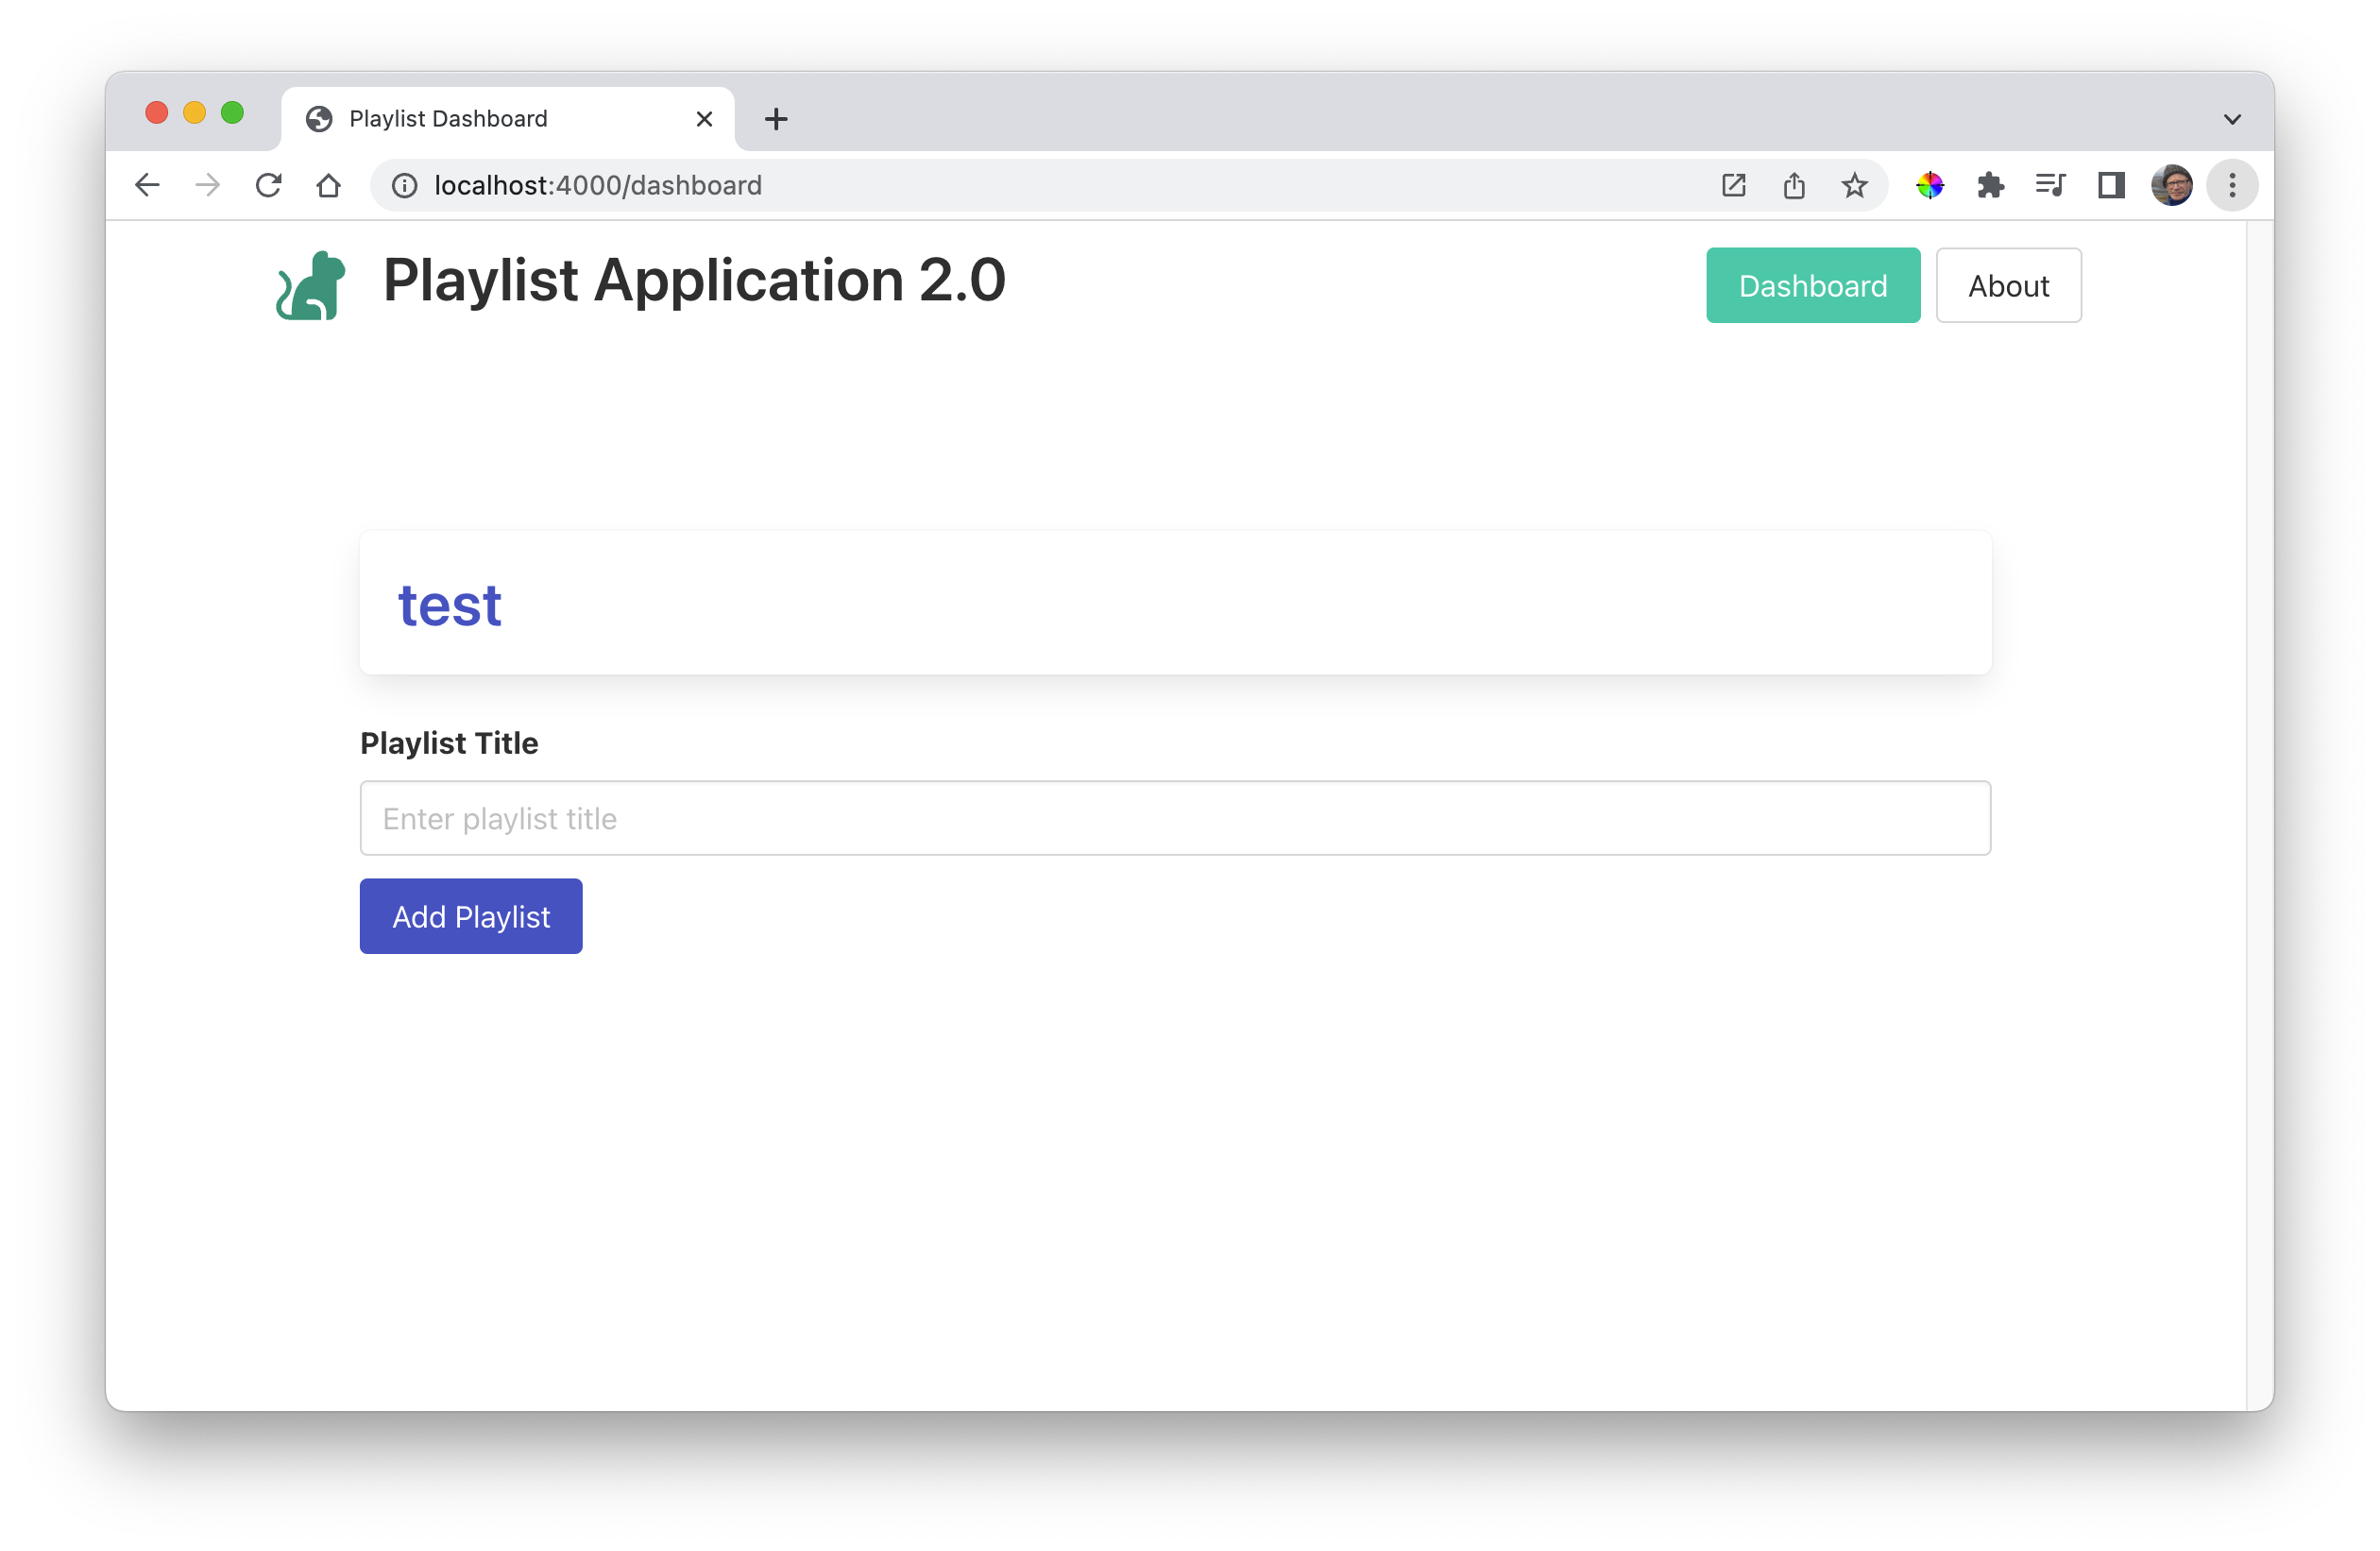 Playlist Dashboard
localhost:4000/dashboard
Playlist Application 2.0
Dashboard
About
test
Playlist Title
Enter playlist title
Add Playlist